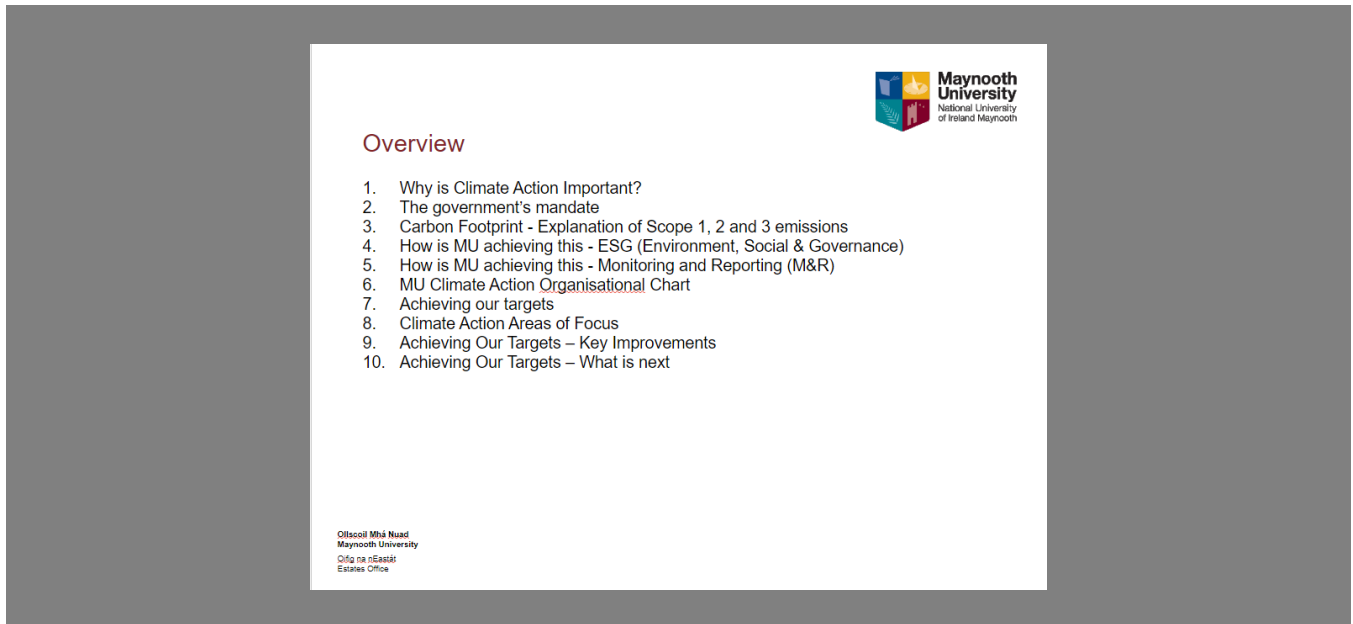 Maynooth
University
National University
of Ireland Maynooth
Overview
1. Why is Climate Action Important?
2. The government’s mandate
3. Carbon Footprint - Explanation of Scope 1, 2 and 3 emissions
4. How is MU achieving this - ESG (Environment, Social & Governance)
5. How is MU achieving this - Monitoring and Reporting (M&R)
6. MU Climate Action Organisational Chart
7. Achieving our targets
8. Climate Action Areas of Focus
9. Achieving Our Targets – Key Improvements
10. Achieving Our Targets – What is next
Ollscoil Mhá Nuad
Maynooth University
Oifig na nEastát
Estates Office